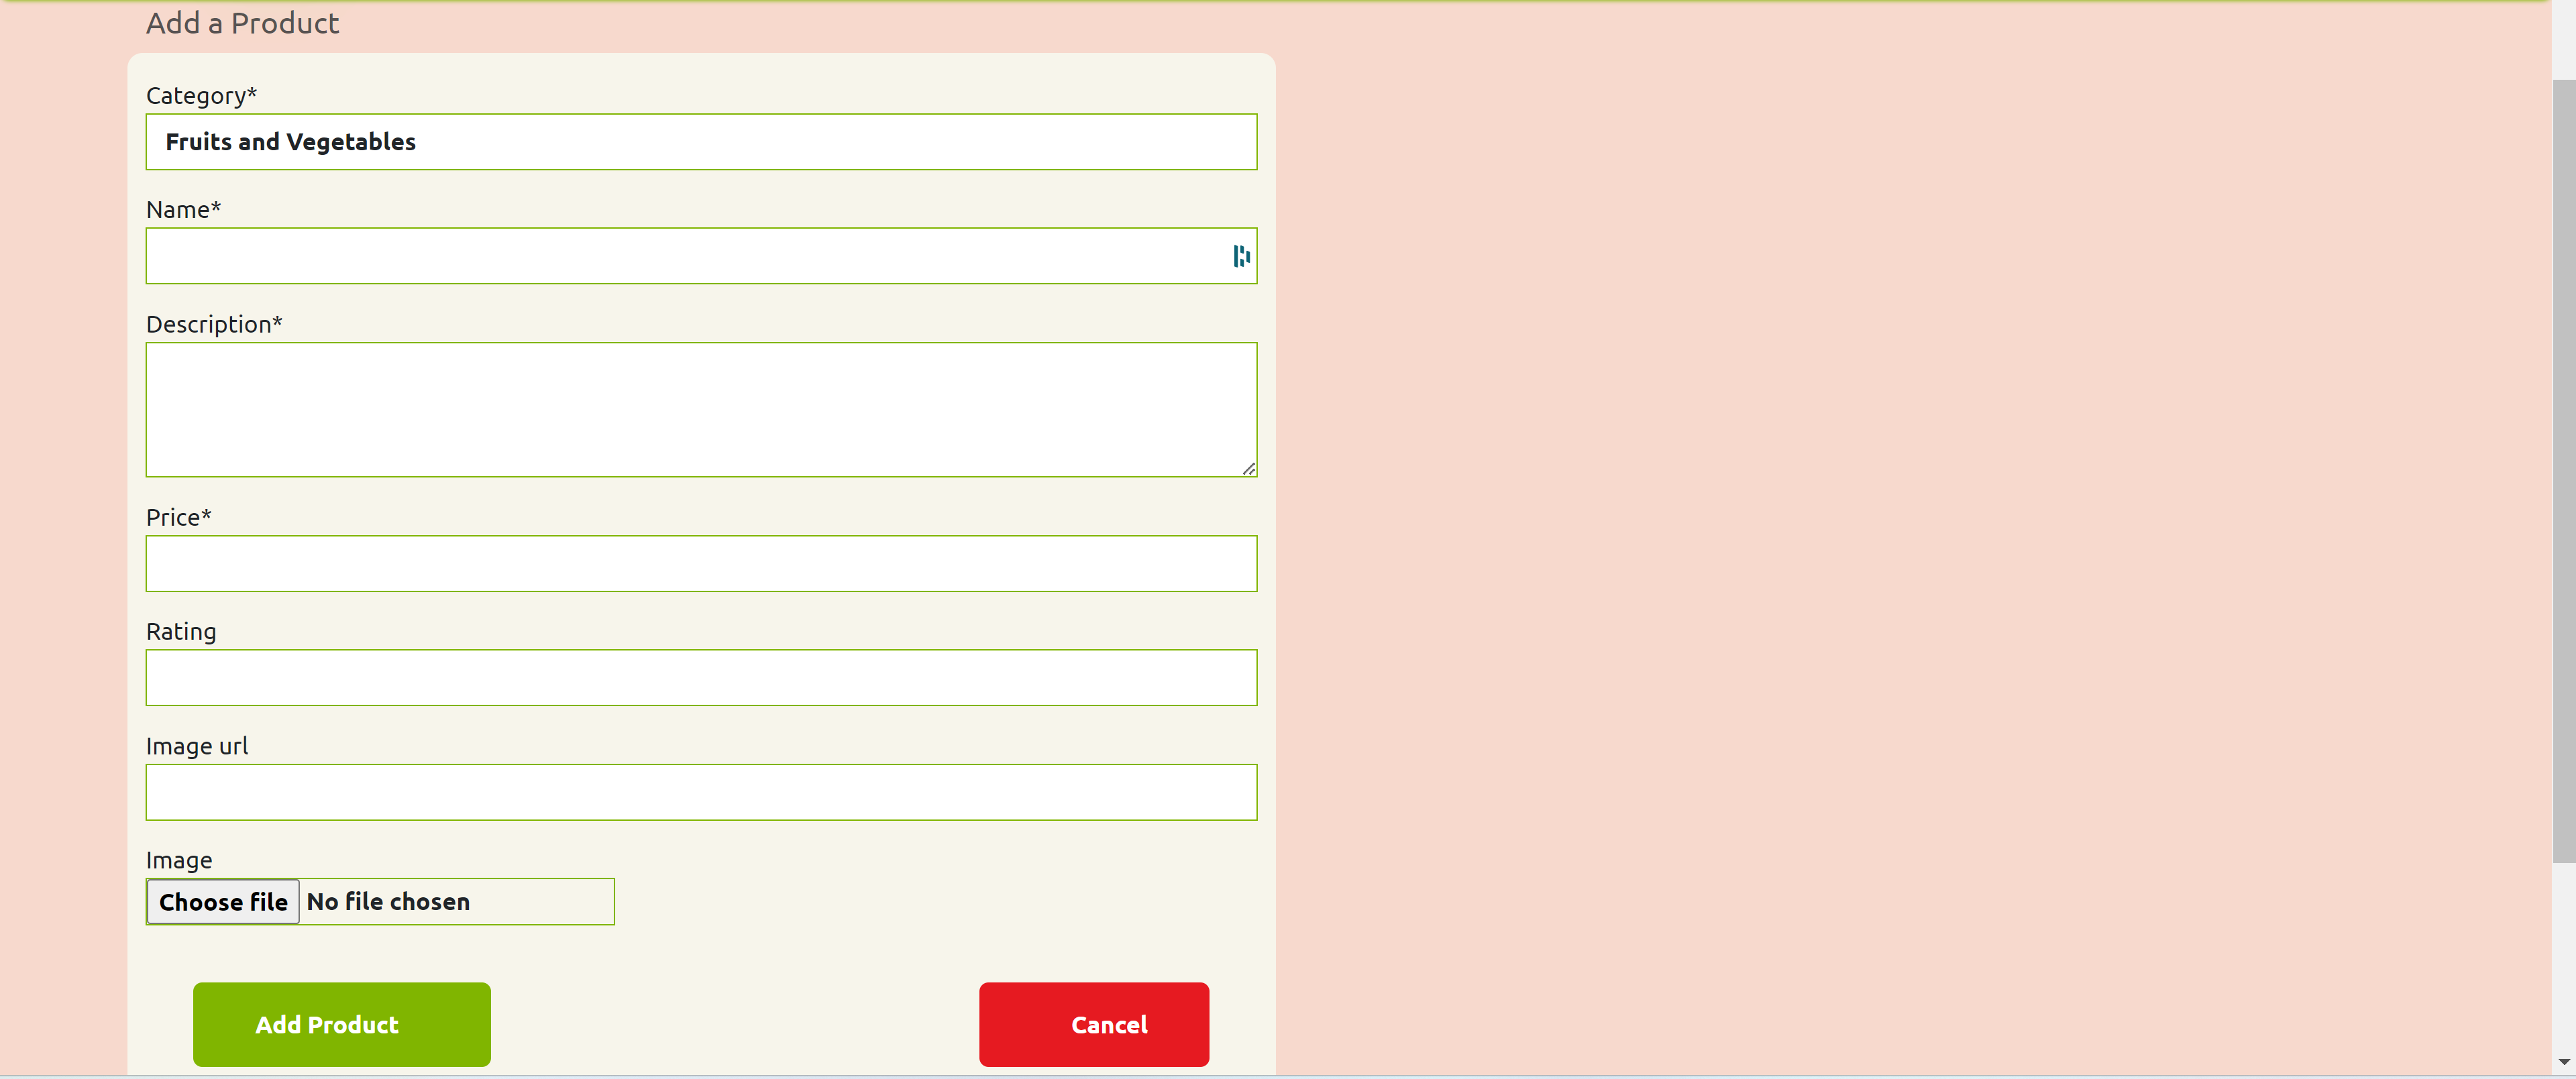 Add a Product
Category*
Fruits and Vegetables
Name*
Description*
Price*
Rating
Image url
Image
Choose file No file chosen
Add Product Cancel